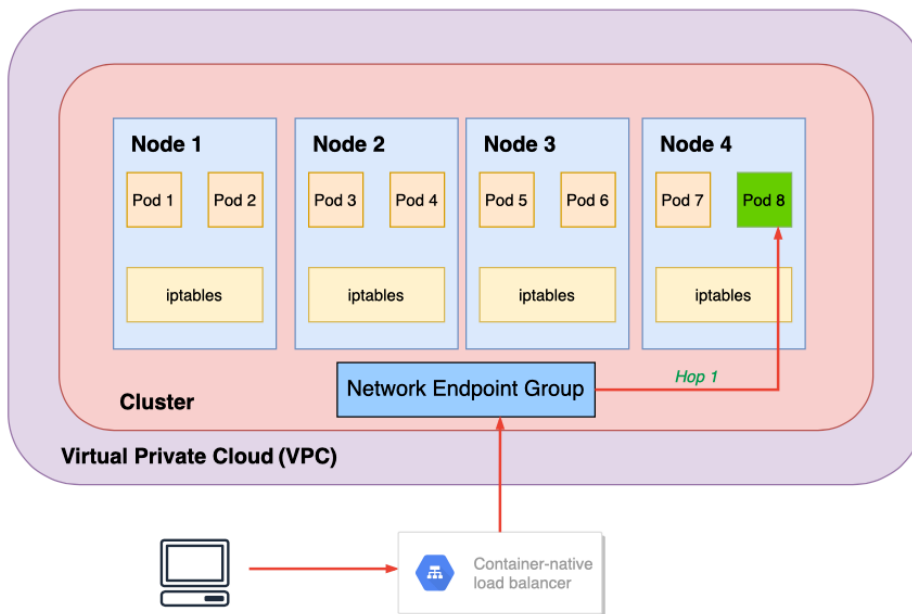 Node 1
Node 2
Node 3
Node 4
Pod 1
Pod 2
Pod 3
Pod 4
Pod 5
Pod 6
Pod 7
Pod 8
iptables
iptables
iptables
iptables
Network Endpoint Group
Hop 1
Cluster
Virtual Private Cloud (VPC)
Container-native
load balancer